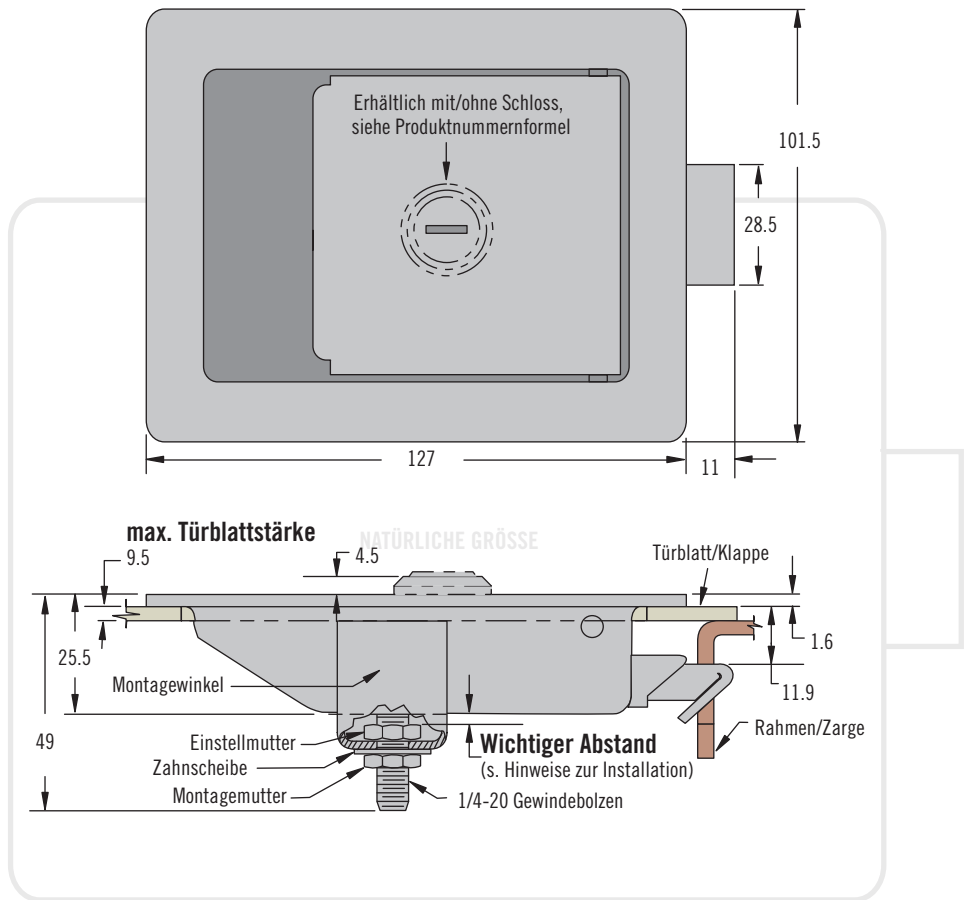 Erhältlich mit/ohne Schloss,
siehe Produktnummernformel
101.5
28.5
127
11
max. Türblattstärke
NATÜRLICHE GRÖSSE
9.5
4.5
Türblatt/Klappe
25.5
1.6
Montagewinkel
11.9
49
Einstellmutter
Wichtiger Abstand
Rahmen/Zarge
Zahnscheibe
(s. Hinweise zur Installation)
Montagemutter
1/4-20 Gewindebolzen